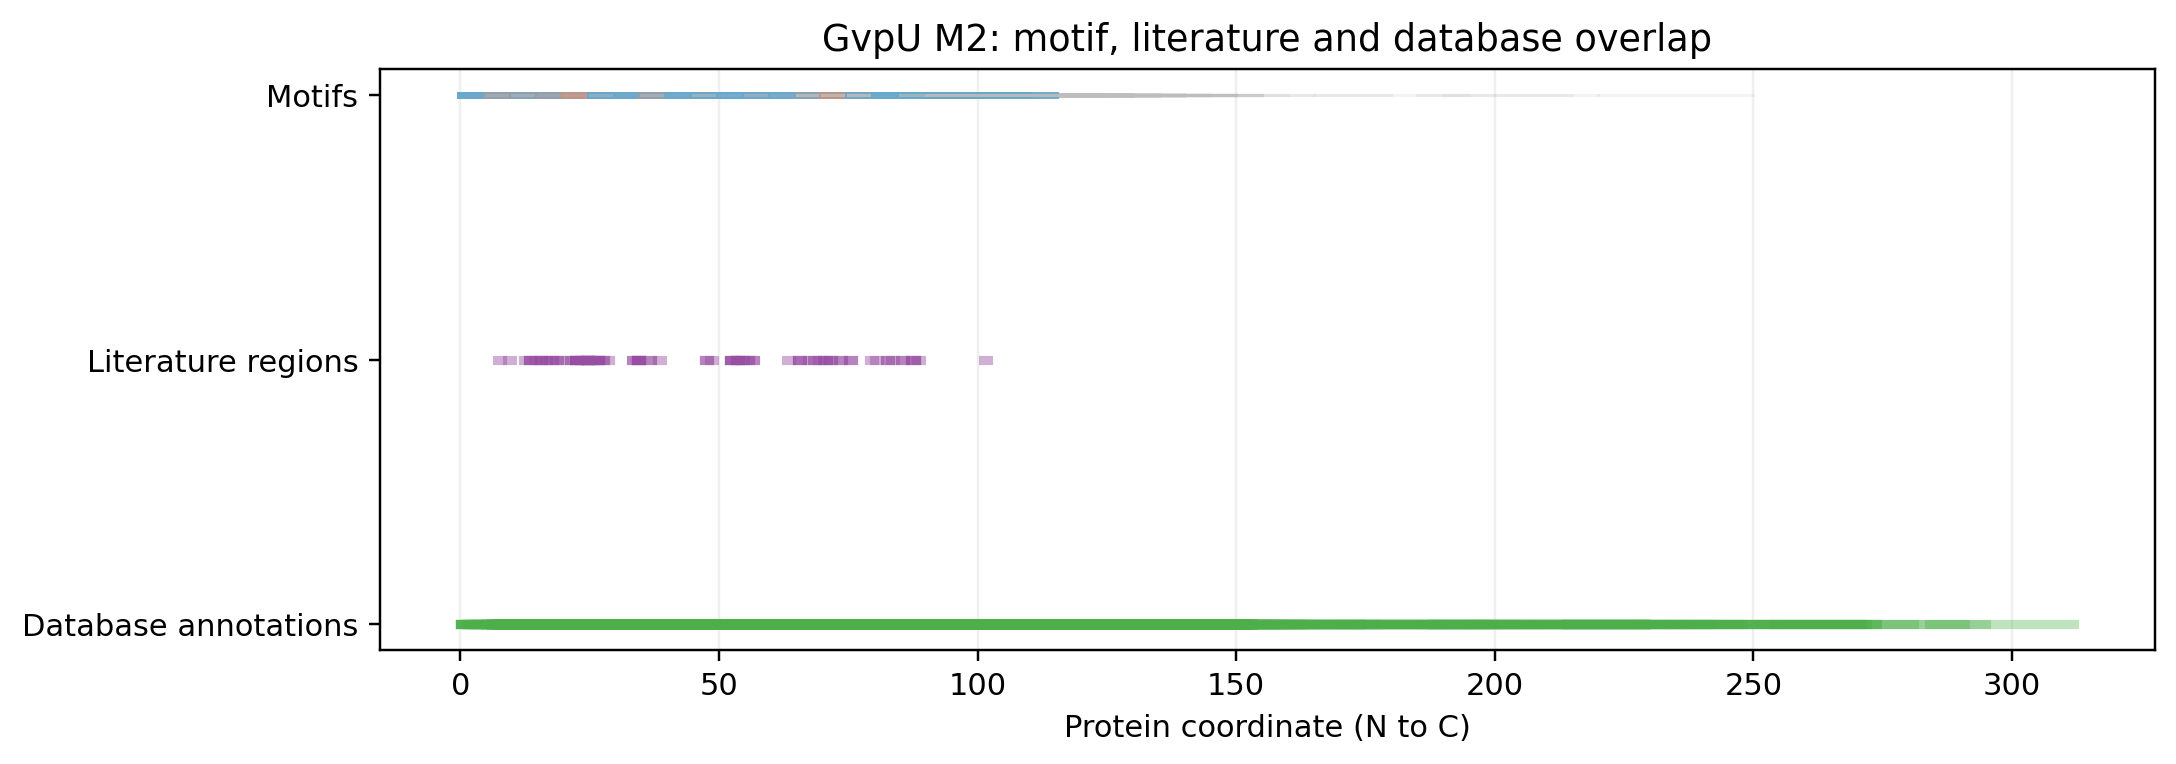 GvpU M2: motif, literature and database overlap
Motifs
Literature regions
Database annotations
0 50 100 150 200 250 300
Protein coordinate (N to C)